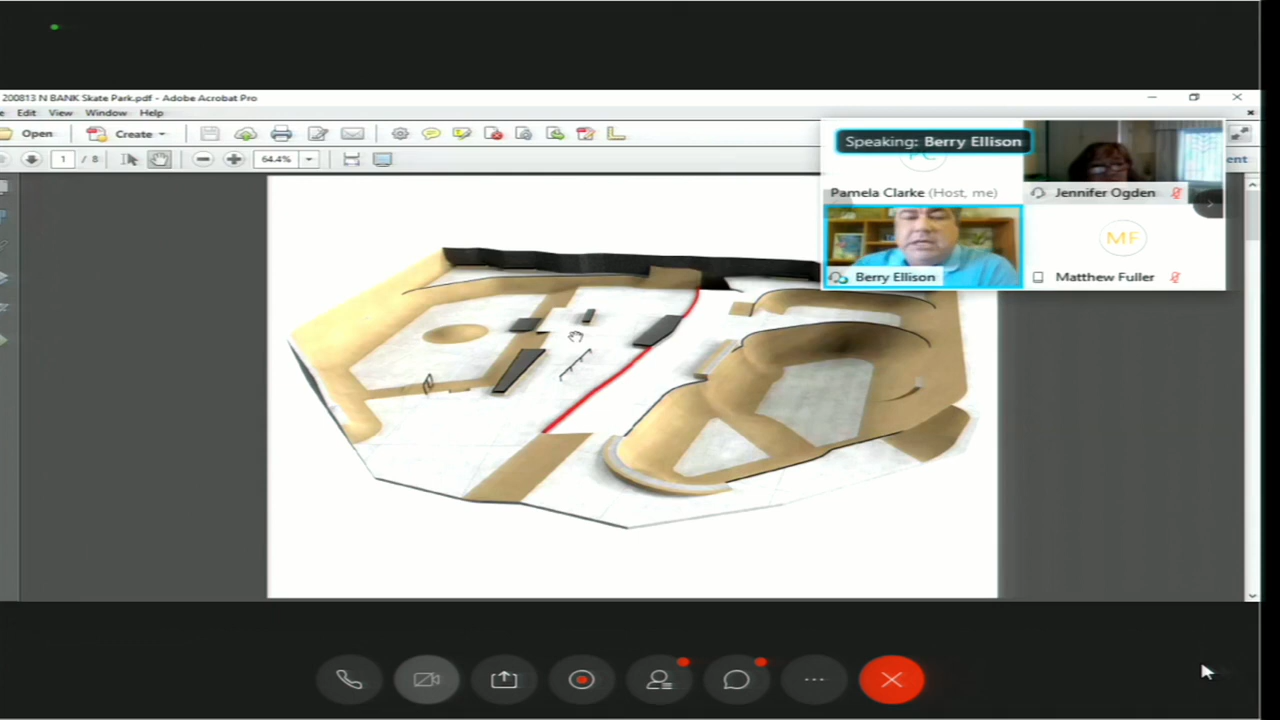 200813 N BANK Skate Park.pdf - Adobe Acrobat Pro
Edit View Window Help
Open Create
1 / 8 64.4%
Speaking: Berry Ellison
Pamela Clarke (Host, me)
Jennifer Ogden
Berry Ellison
MF
Matthew Fuller